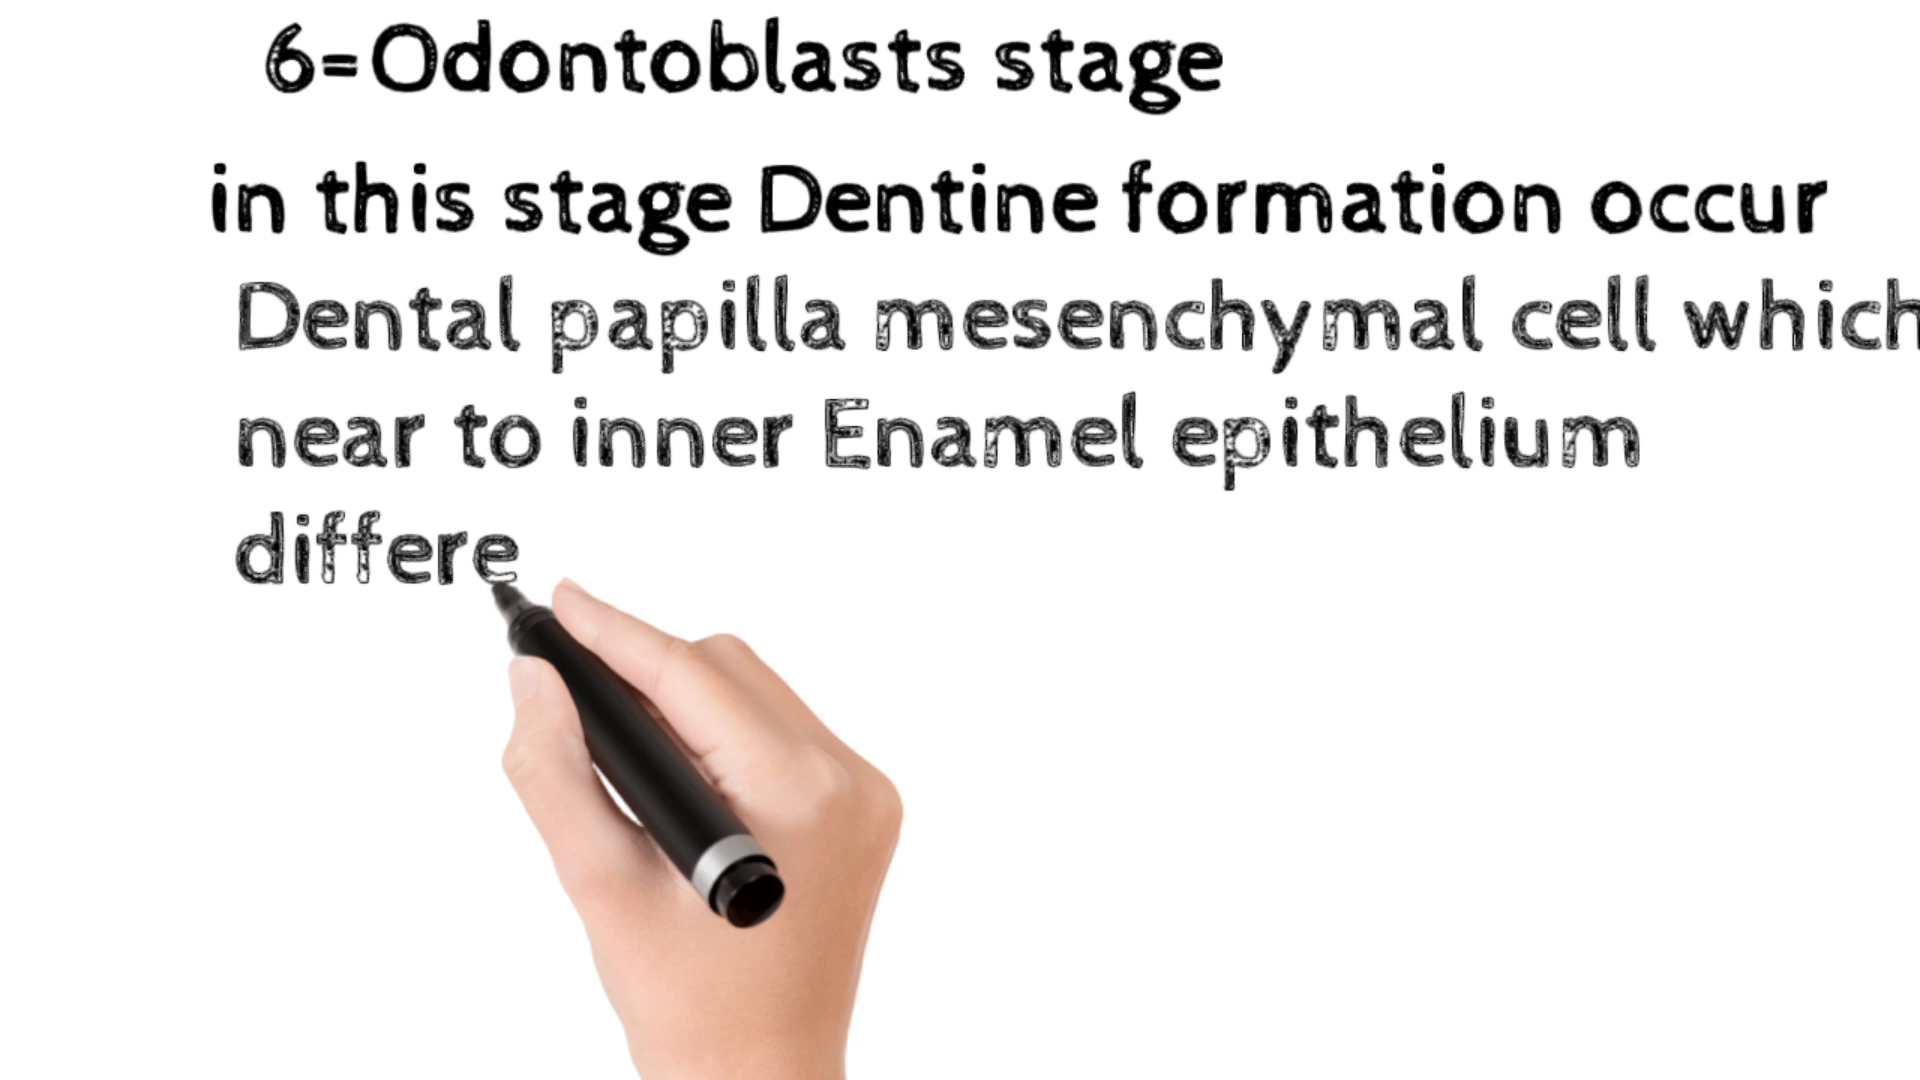 6=Odontoblasts stage
in this stage Dentine formation occur
Dental papilla mesenchymal cell which
near to inner Enamel epithelium
differe